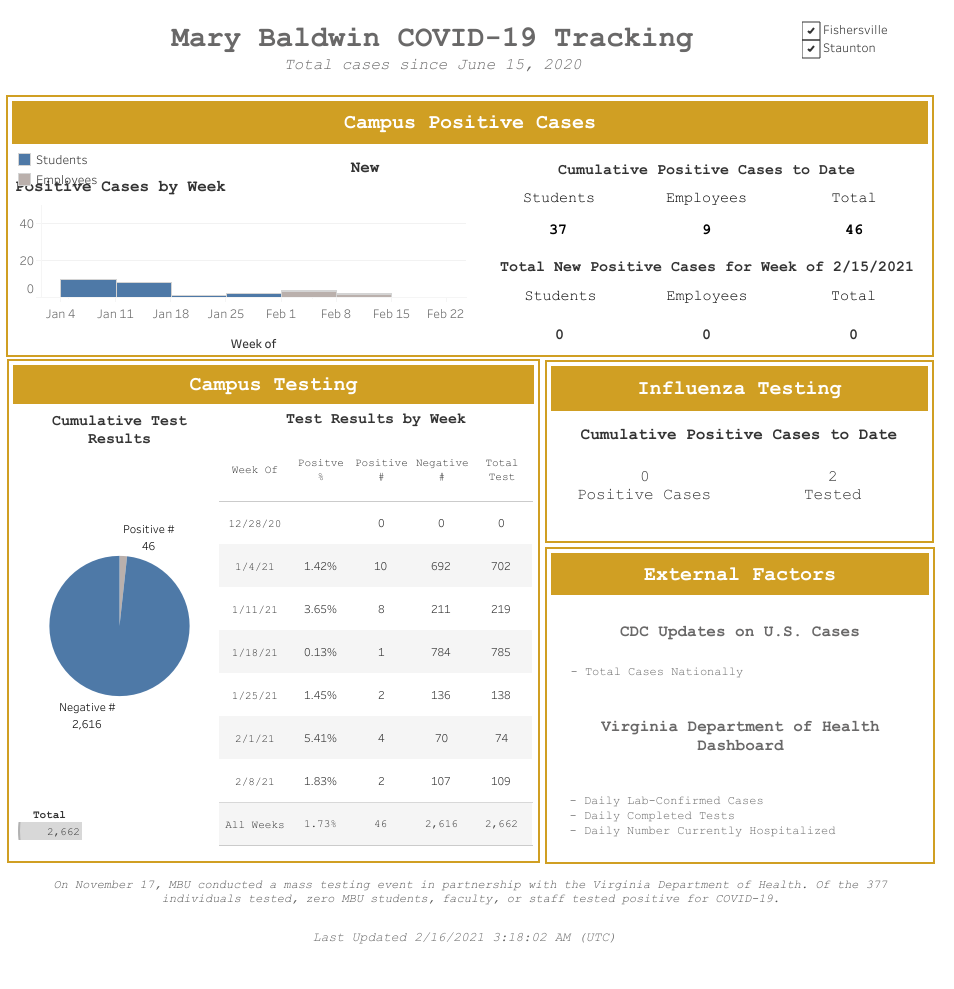 Mary Baldwin COVID-19 Tracking
Total cases since June 15, 2020
Fishersville
Staunton
Campus Positive Cases
Students
Employees
New
Positive Cases by Week
40
20
0
Jan 4 Jan 11 Jan 18 Jan 25 Feb 1 Feb 8 Feb 15 Feb 22
Week of
Cumulative Positive Cases to Date
Students Employees Total
37 9 46
Total New Positive Cases for Week of 2/15/2021
Students Employees Total
0 0 0
Campus Testing
Cumulative Test
Results
Positive #
46
Negative #
2,616
Total
2,662
Test Results by Week
Week Of Positve % Positive # Negative # Total Test
12/28/20 0 0 0
1/4/21 1.42% 10 692 702
1/11/21 3.65% 8 211 219
1/18/21 0.13% 1 784 785
1/25/21 1.45% 2 136 138
2/1/21 5.41% 4 70 74
2/8/21 1.83% 2 107 109
All Weeks 1.73% 46 2,616 2,662
Influenza Testing
Cumulative Positive Cases to Date
0 2
Positive Cases Tested
External Factors
CDC Updates on U.S. Cases
- Total Cases Nationally
Virginia Department of Health
Dashboard
- Daily Lab-Confirmed Cases
- Daily Completed Tests
- Daily Number Currently Hospitalized
On November 17, MBU conducted a mass testing event in partnership with the Virginia Department of Health. Of the 377
individuals tested, zero MBU students, faculty, or staff tested positive for COVID-19.
Last Updated 2/16/2021 3:18:02 AM (UTC)